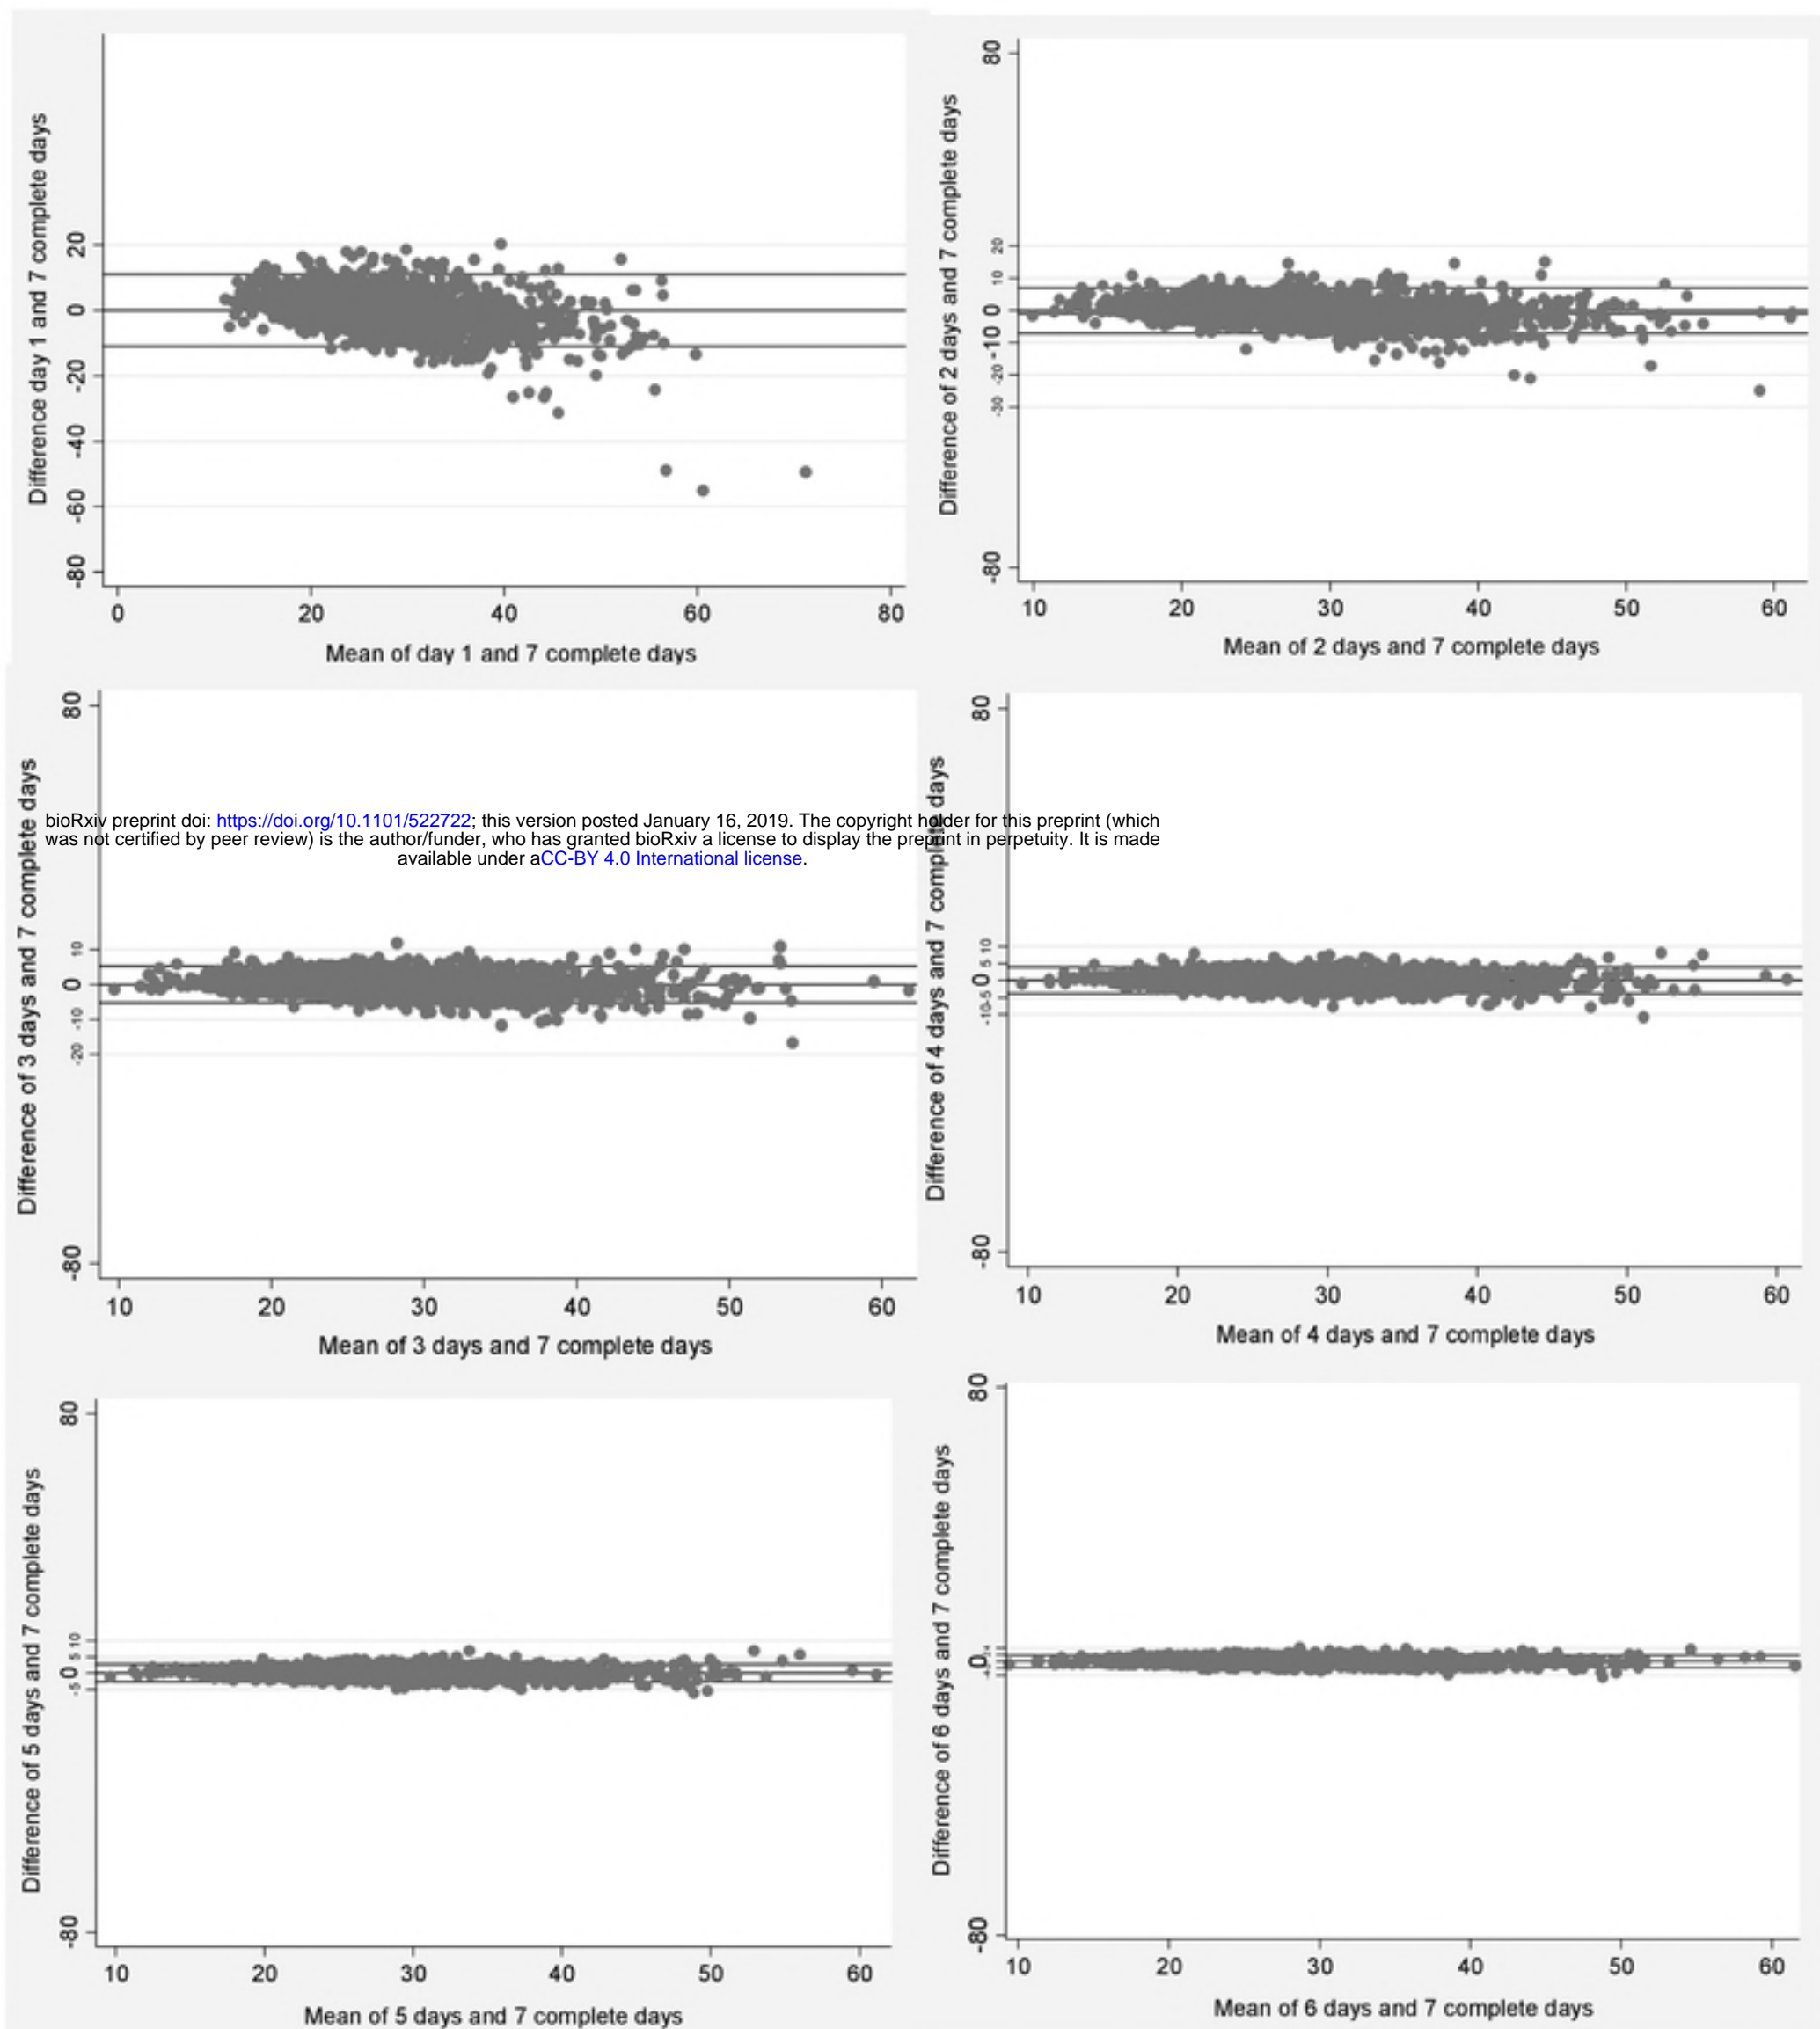 Difference day 1 and 7 complete days
20
0
-20
-40
-60
-80
0 20 40 60 80
Mean of day 1 and 7 complete days
Difference of 2 days and 7 complete days
80
20
10
0
-10
-20
-30
-80
10 20 30 40 50 60
Mean of 2 days and 7 complete days
Difference of 3 days and 7 complete days
80
10
0
-10
-20
-80
10 20 30 40 50 60
Mean of 3 days and 7 complete days
Difference of 4 days and 7 complete days
80
10
5
0
-5
-10
-80
10 20 30 40 50 60
Mean of 4 days and 7 complete days
bioRxiv preprint doi: https://doi.org/10.1101/522722; this version posted January 16, 2019. The copyright holder for this preprint (which
was not certified by peer review) is the author/funder, who has granted bioRxiv a license to display the preprint in perpetuity. It is made
available under aCC-BY 4.0 International license.
Difference of 5 days and 7 complete days
80
10
5
0
-5
-80
10 20 30 40 50 60
Mean of 5 days and 7 complete days
Difference of 6 days and 7 complete days
80
0
-80
10 20 30 40 50 60
Mean of 6 days and 7 complete days